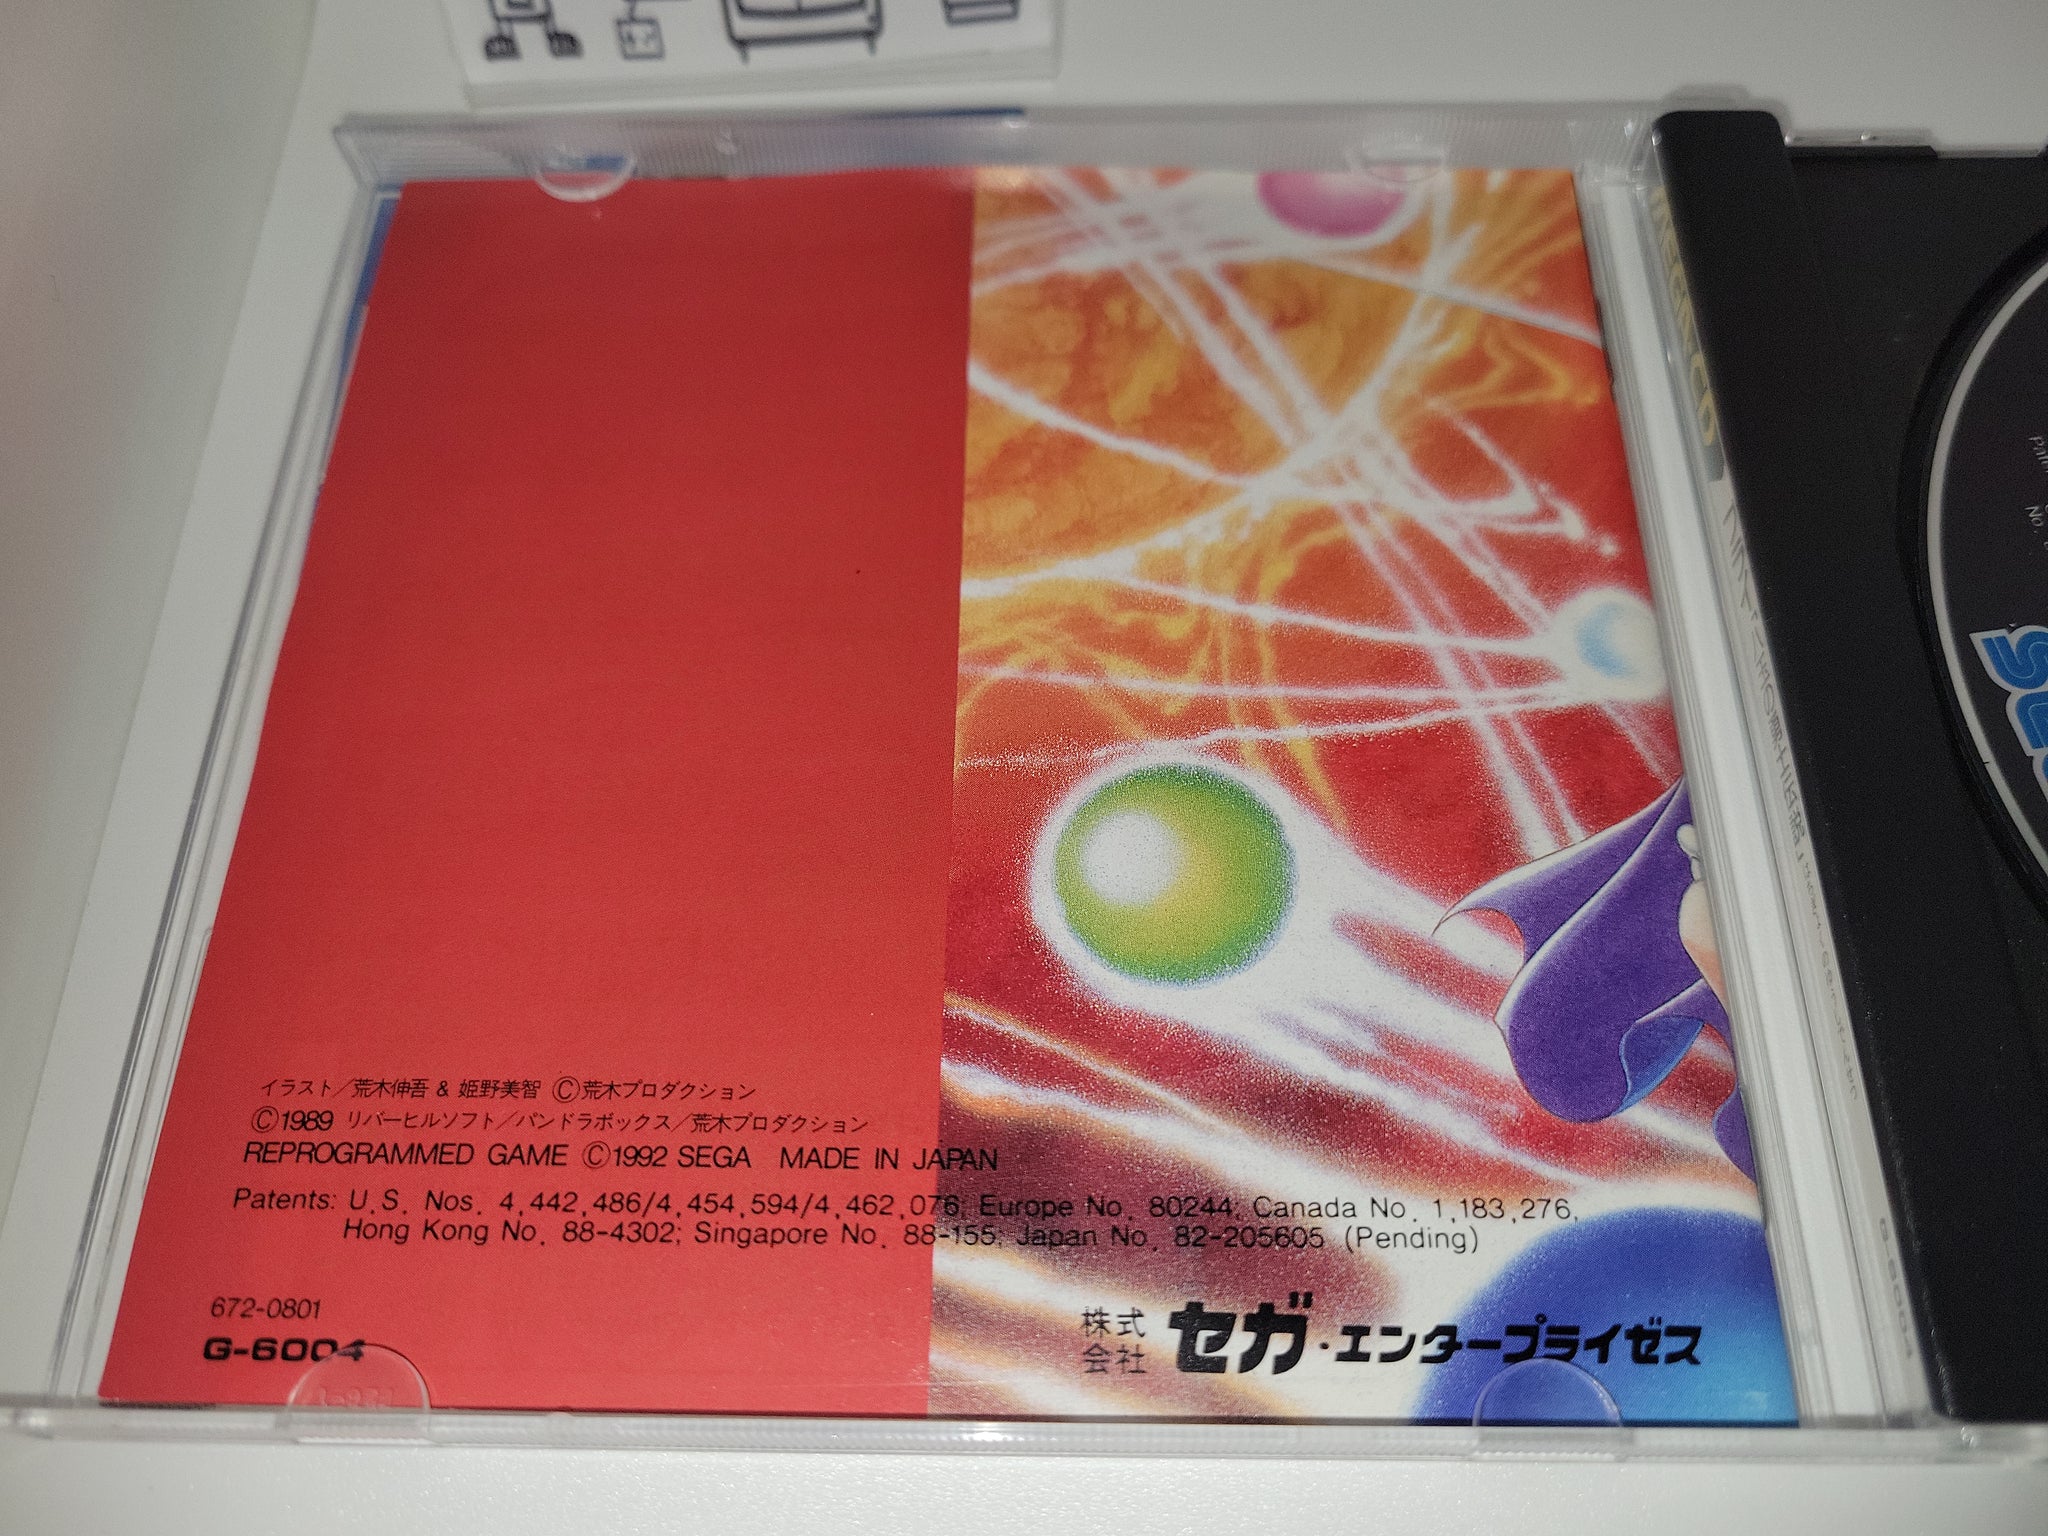 イラスト／荒木伸吾 & 姫野美智 Ⓒ荒木プロダクション
Ⓒ1989 リバーヒルソフト／パンドラボックス／荒木プロダクション
REPROGRAMMED GAME Ⓒ1992 SEGA MADE IN JAPAN
Patents: U.S. Nos. 4,442,486/4,454,594/4,462,076; Europe No. 80244; Canada No. 1,183,276,
Hong Kong No. 88-4302; Singapore No. 88-155; Japan No. 82-205605 (Pending)
672-0801
G-6004
株式会社 セガ・エンタープライゼス
MEGA-CD
G-6004